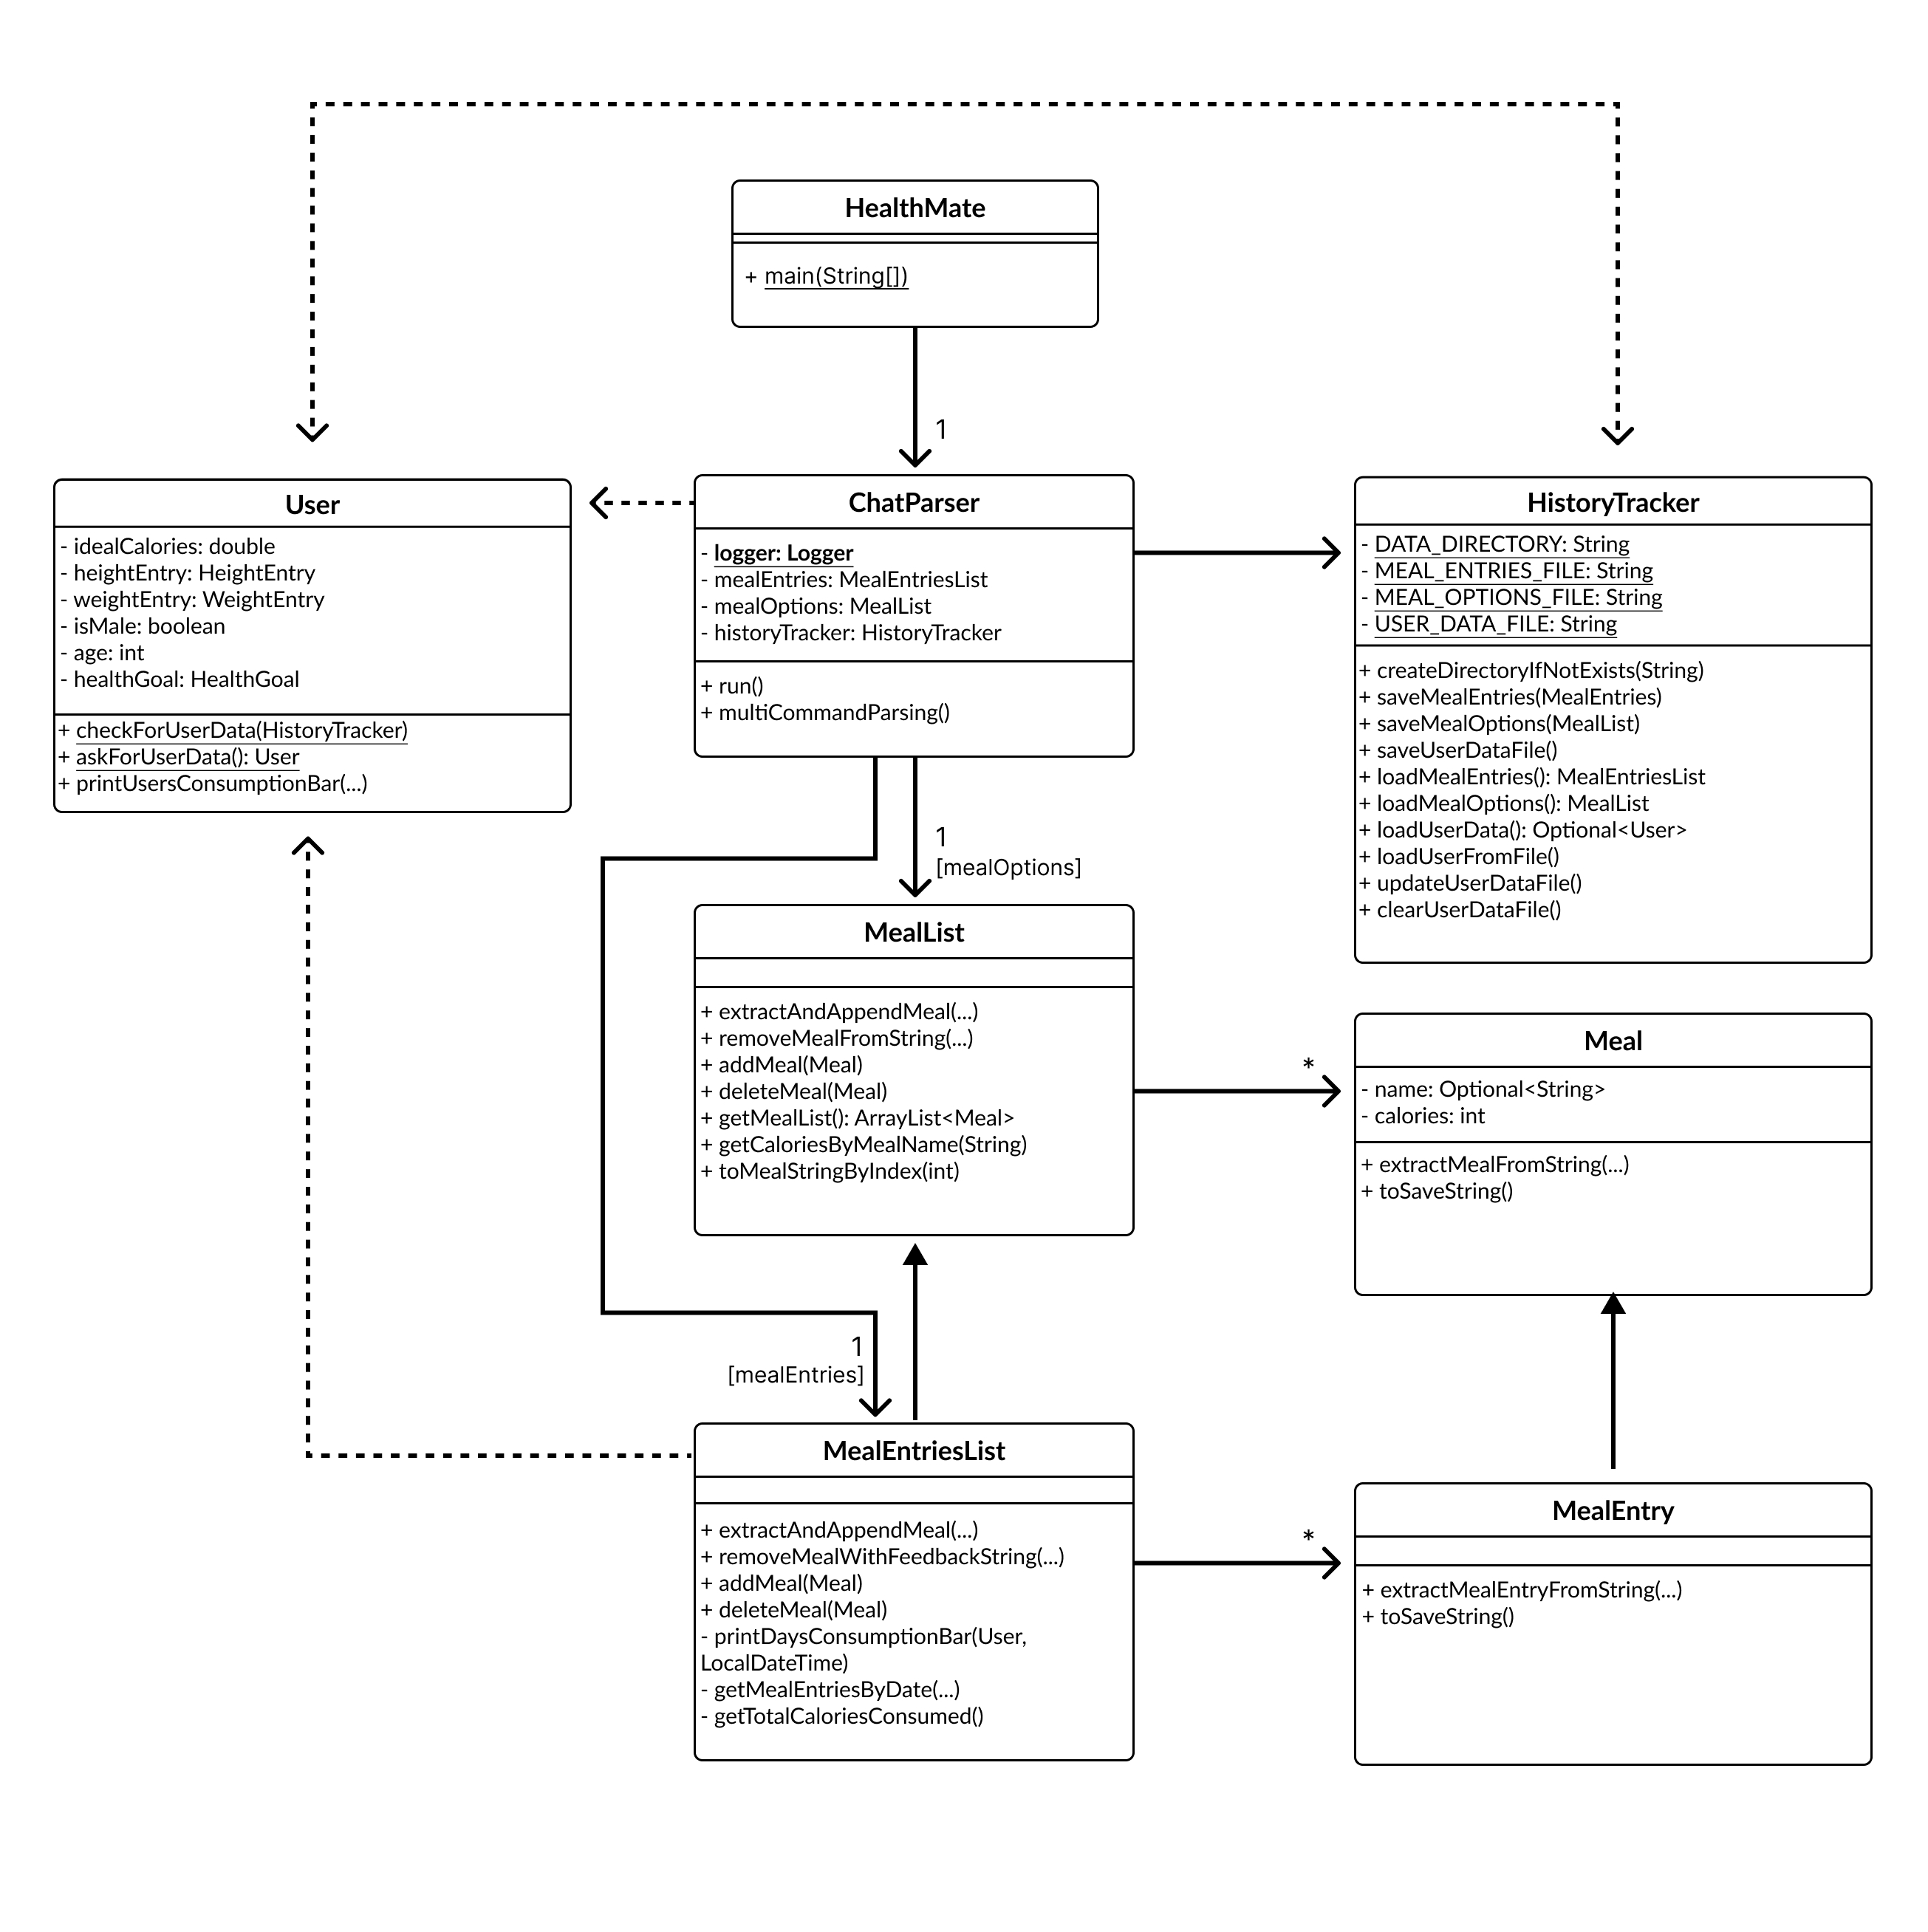 HealthMate
+ main(String[])
1
User
- idealCalories: double
- heightEntry: HeightEntry
- weightEntry: WeightEntry
- isMale: boolean
- age: int
- healthGoal: HealthGoal
+ checkForUserData(HistoryTracker)
+ askForUserData(): User
+ printUsersConsumptionBar(...)
ChatParser
- logger: Logger
- mealEntries: MealEntriesList
- mealOptions: MealList
- historyTracker: HistoryTracker
+ run()
+ multiCommandParsing()
HistoryTracker
- DATA_DIRECTORY: String
- MEAL_ENTRIES_FILE: String
- MEAL_OPTIONS_FILE: String
- USER_DATA_FILE: String
+ createDirectoryIfNotExists(String)
+ saveMealEntries(MealEntries)
+ saveMealOptions(MealList)
+ saveUserDataFile()
+ loadMealEntries(): MealEntriesList
+ loadMealOptions(): MealList
+ loadUserData(): Optional<User>
+ loadUserFromFile()
+ updateUserDataFile()
+ clearUserDataFile()
1
[mealOptions]
MealList
+ extractAndAppendMeal(...)
+ removeMealFromString(...)
+ addMeal(Meal)
+ deleteMeal(Meal)
+ getMealList(): ArrayList<Meal>
+ getCaloriesByMealName(String)
+ toMealStringByIndex(int)
*
Meal
- name: Optional<String>
- calories: int
+ extractMealFromString(...)
+ toSaveString()
1
[mealEntries]
MealEntriesList
+ extractAndAppendMeal(...)
+ removeMealWithFeedbackString(...)
+ addMeal(Meal)
+ deleteMeal(Meal)
- printDaysConsumptionBar(User,
LocalDateTime)
- getMealEntriesByDate(...)
- getTotalCaloriesConsumed()
*
MealEntry
+ extractMealEntryFromString(...)
+ toSaveString()